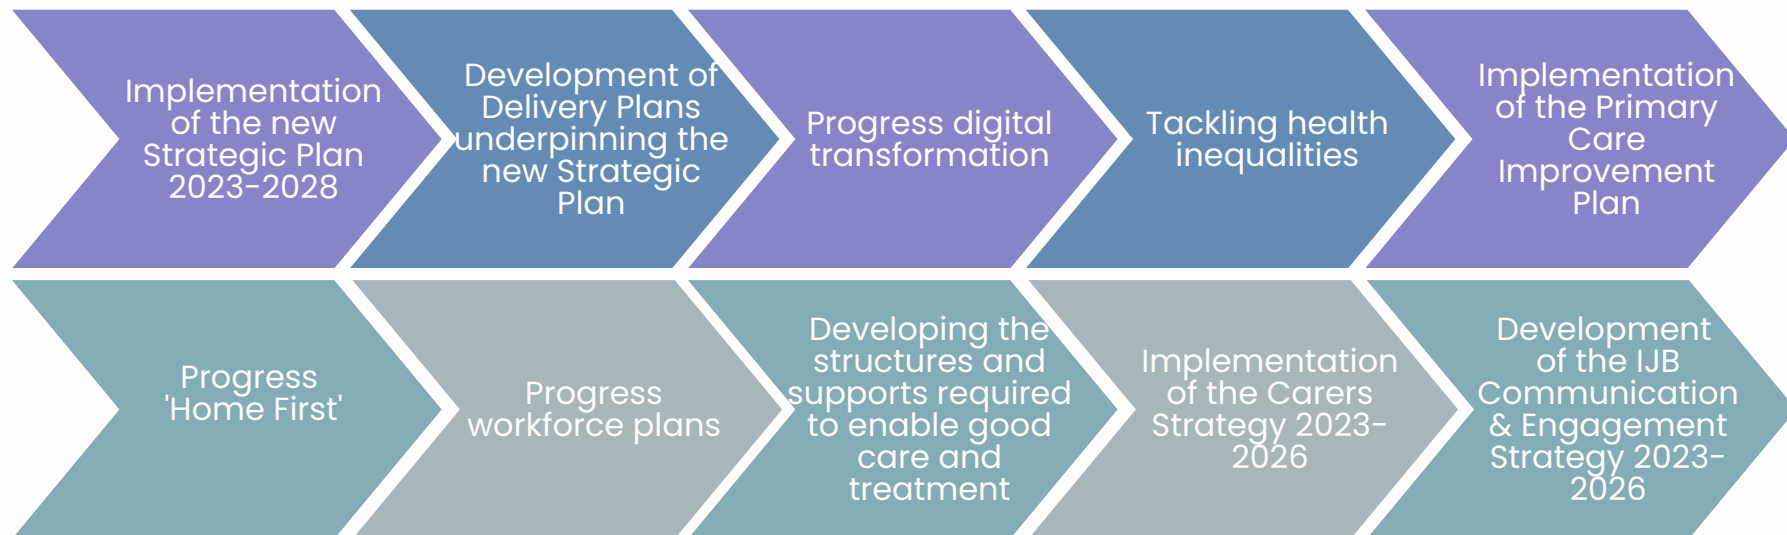 Implementation
of the new
Strategic Plan
2023-2028
Development of
Delivery Plans
underpinning the
new Strategic
Plan
Progress digital
transformation
Tackling health
inequalities
Implementation
of the Primary
Care
Improvement
Plan
Progress
'Home First'
Progress
workforce plans
Developing the
structures and
supports required
to enable good
care and
treatment
Implementation
of the Carers
Strategy 2023-
2026
Development
of the IJB
Communication
& Engagement
Strategy 2023-
2026